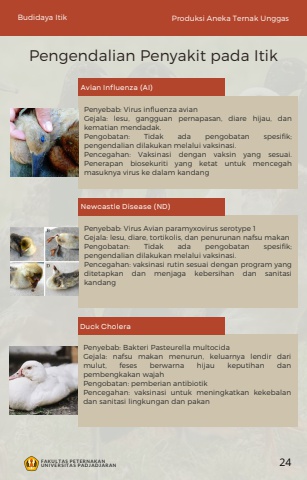 Budidaya Itik
Produksi Aneka Ternak Unggas
Pengendalian Penyakit pada Itik
Avian Influenza (AI)
Penyebab: Virus influenza avian
Gejala: lesu, gangguan pernapasan, diare hijau, dan
kematian mendadak.
Pengobatan: Tidak ada pengobatan spesifik;
pengendalian dilakukan melalui vaksinasi.
Pencegahan: Vaksinasi dengan vaksin yang sesuai.
Penerapan biosekuriti yang ketat untuk mencegah
masuknya virus ke dalam kandang
Newcastle Disease (ND)
Penyebab: Virus Avian paramyxovirus serotype 1
Gejala: lesu, diare, tortikolis, dan penurunan nafsu makan
Pengobatan: Tidak ada pengobatan spesifik;
pengendalian dilakukan melalui vaksinasi.
Pencegahan: vaksinasi rutin sesuai dengan program yang
ditetapkan dan menjaga kebersihan dan sanitasi
kandang
Duck Cholera
Penyebab: Bakteri Pasteurella multocida
Gejala: nafsu makan menurun, keluarnya lendir dari
mulut, feses berwarna hijau keputihan dan
pembengkakan wajah
Pengobatan: pemberian antibiotik
Pencegahan: vaksinasi untuk meningkatkan kekebalan
dan sanitasi lingkungan dan pakan
FAKULTAS PETERNAKAN
UNIVERSITAS PADJADJARAN
24